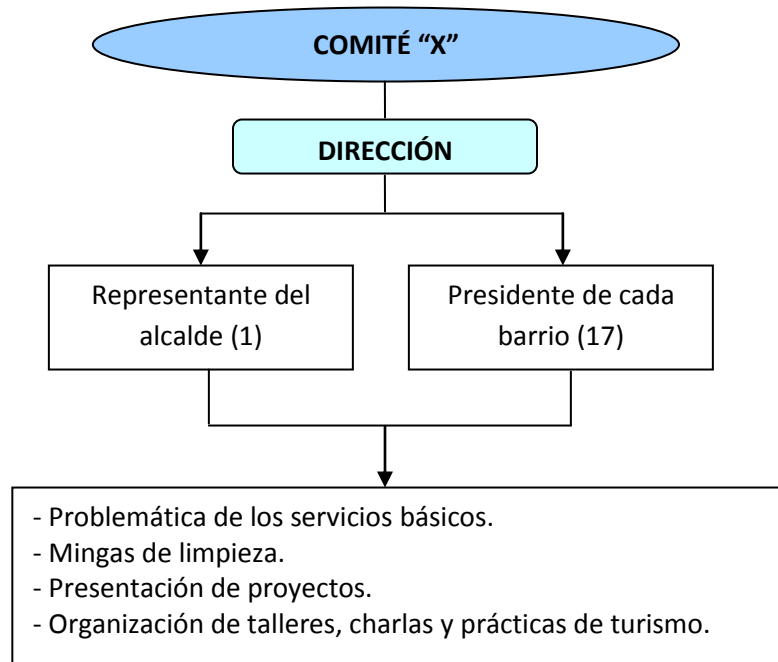 COMITÉ “X”
DIRECCIÓN
Representante del
alcalde (1)
Presidente de cada
barrio (17)
- Problemática de los servicios básicos.
- Mingas de limpieza.
- Presentación de proyectos.
- Organización de talleres, charlas y prácticas de turismo.